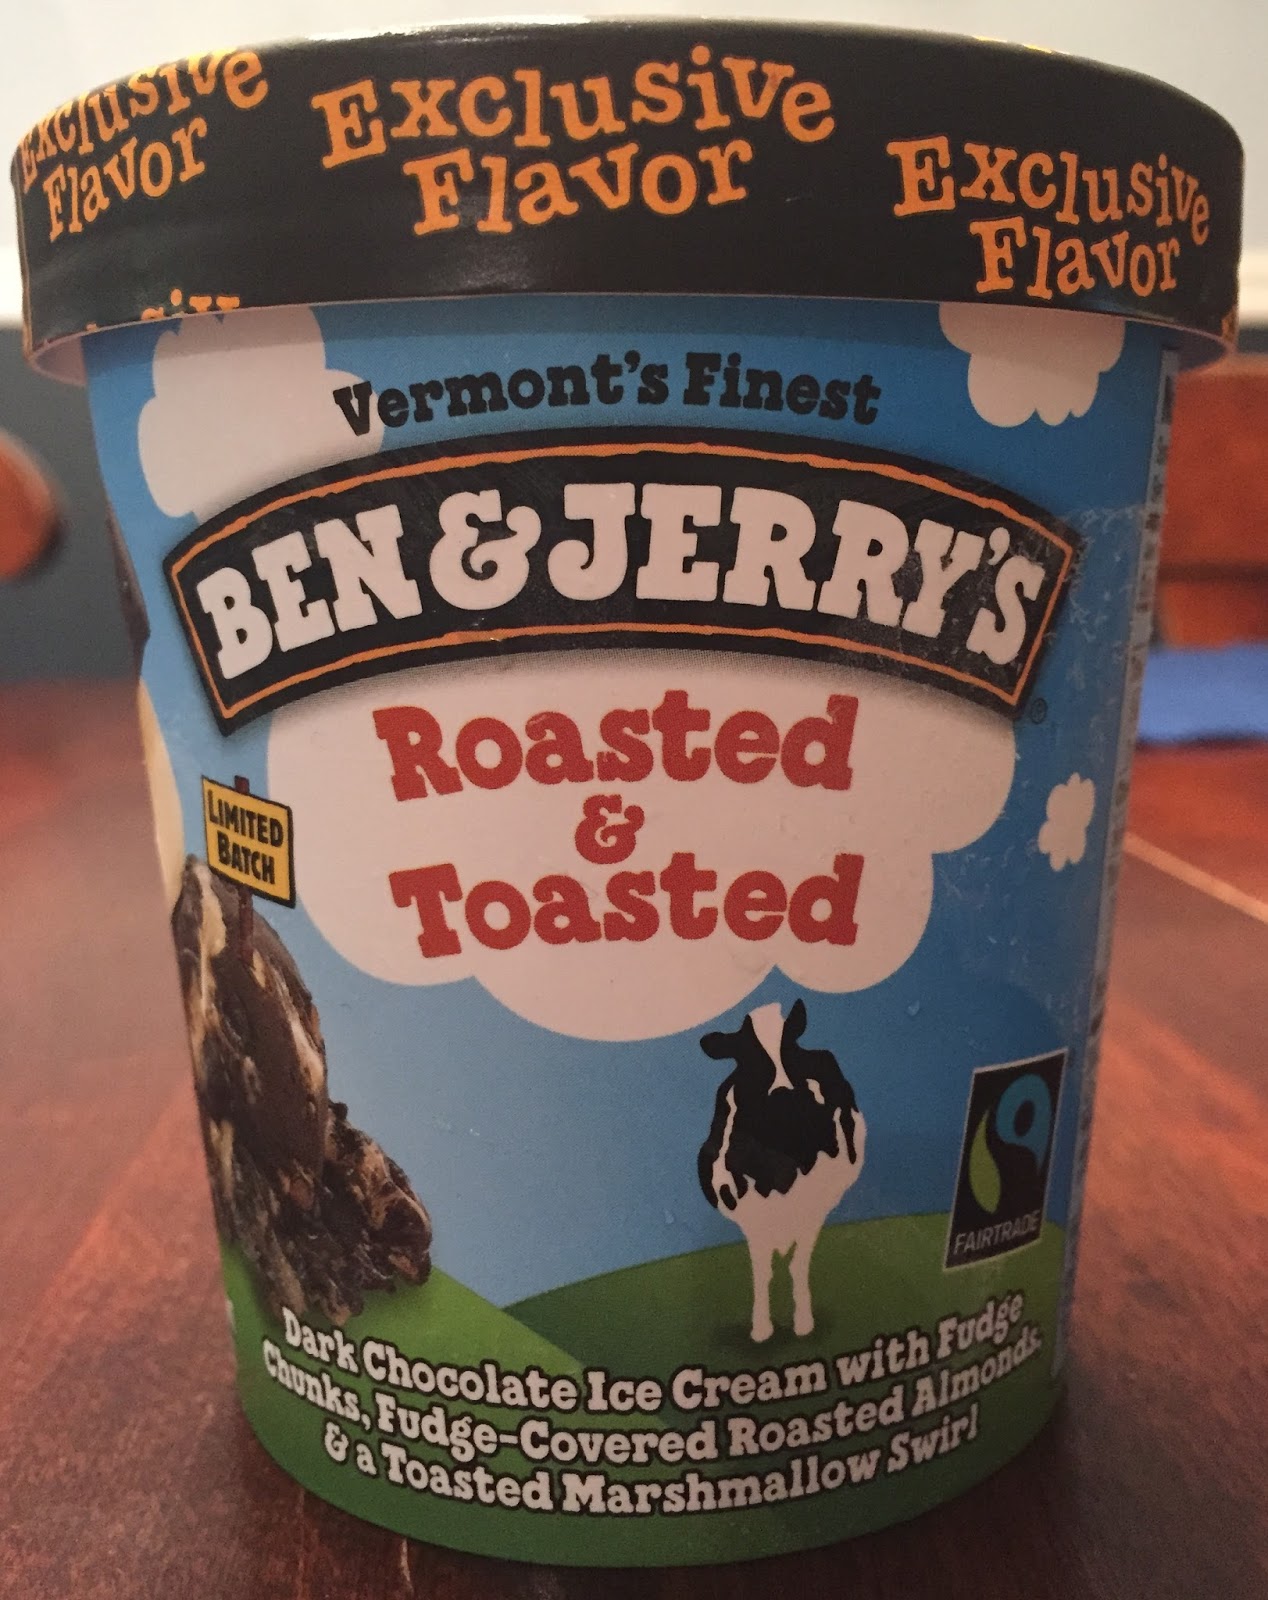 Exclusive
Flavor
Exclusive
Flavor
Exclusive
Flavor
Vermont's Finest
BEN & JERRY'S
®
Roasted
&
Toasted
LIMITED
BATCH
FAIRTRADE
Dark Chocolate Ice Cream with Fudge
Chunks, Fudge-Covered Roasted Almonds
& a Toasted Marshmallow Swirl